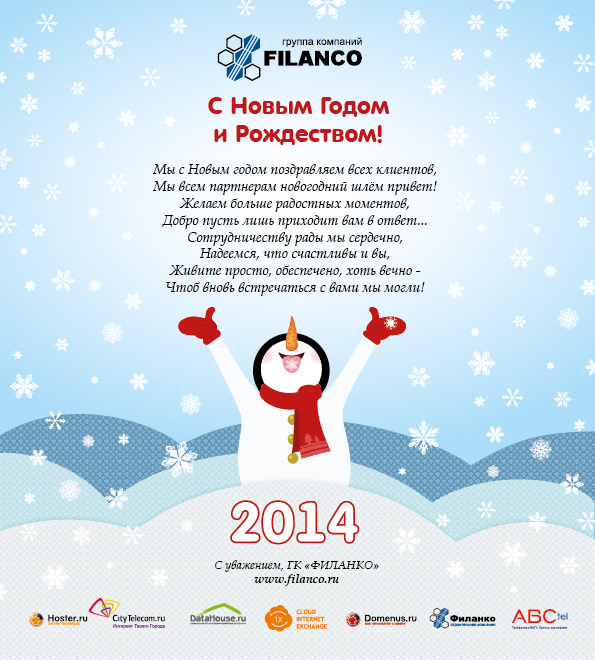 группа компаний
FILANCO
С Новым Годом
и Рождеством!
Мы с Новым годом поздравляем всех клиентов,
Мы всем партнерам новогодний шлём привет!
Желаем больше радостных моментов,
Добро пусть лишь приходит вам в ответ...
Сотрудничеству рады мы сердечно,
Надеемся, что счастливы и вы,
Живите просто, обеспечено, хоть вечно -
Чтоб вновь встречаться с вами мы могли!
2014
С уважением, ГК «ФИЛАНКО»
www.filanco.ru
Hoster.ru
CityTelecom.ru
Интернет Твоего Города
DataHouse.ru
IX
CLOUD
INTERNET
EXCHANGE
Domenus.ru
Филанко
строительная компания
ABCtel